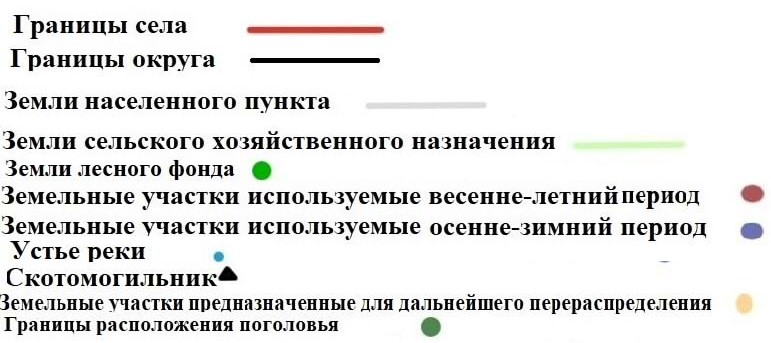 Границы села
Границы округа
Земли населенного пункта
Земли сельского хозяйственного назначения
Земли лесного фонда
Земельные участки используемые весенне-летний период
Земельные участки используемые осенне-зимний период
Устье реки
Скотомогильник
Земельные участки предназначенные для дальнейшего перераспределения
Границы расположения поголовья